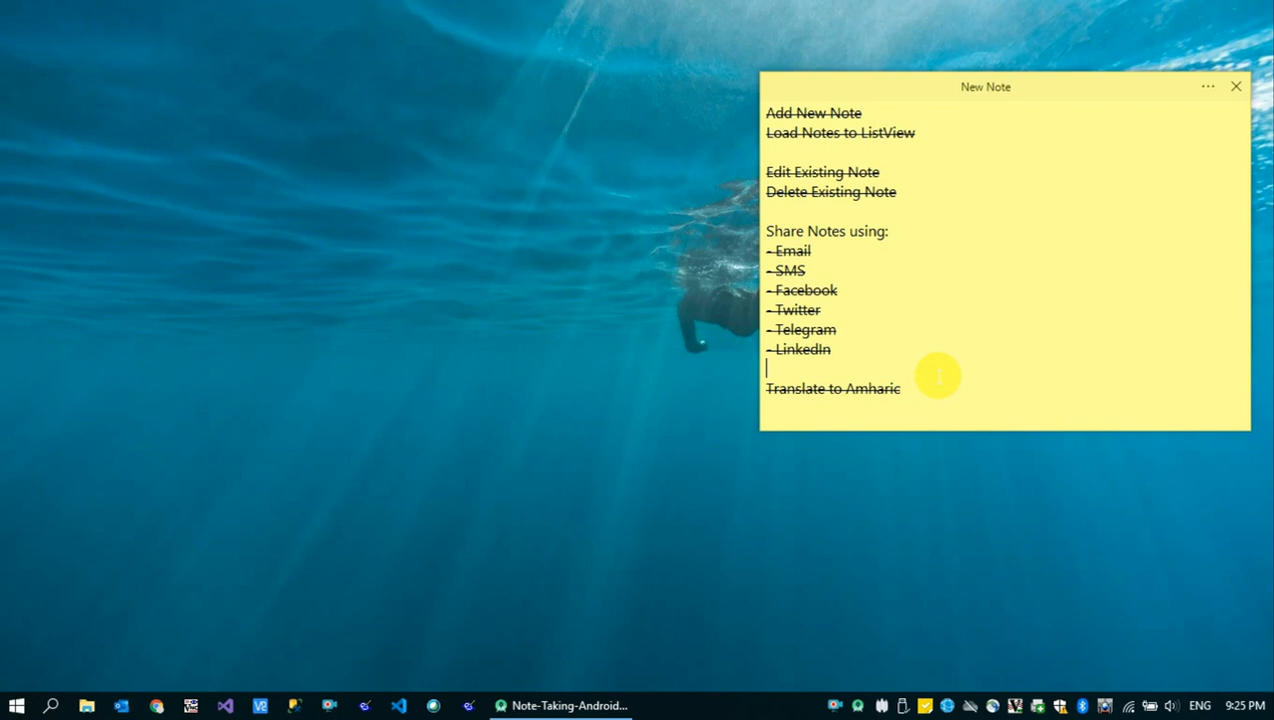 New Note
Add New Note
Load Notes to ListView
Edit Existing Note
Delete Existing Note
Share Notes using:
- Email
- SMS
- Facebook
- Twitter
- Telegram
- LinkedIn
Translate to Amharic
Note-Taking-Android...
ENG
9:25 PM